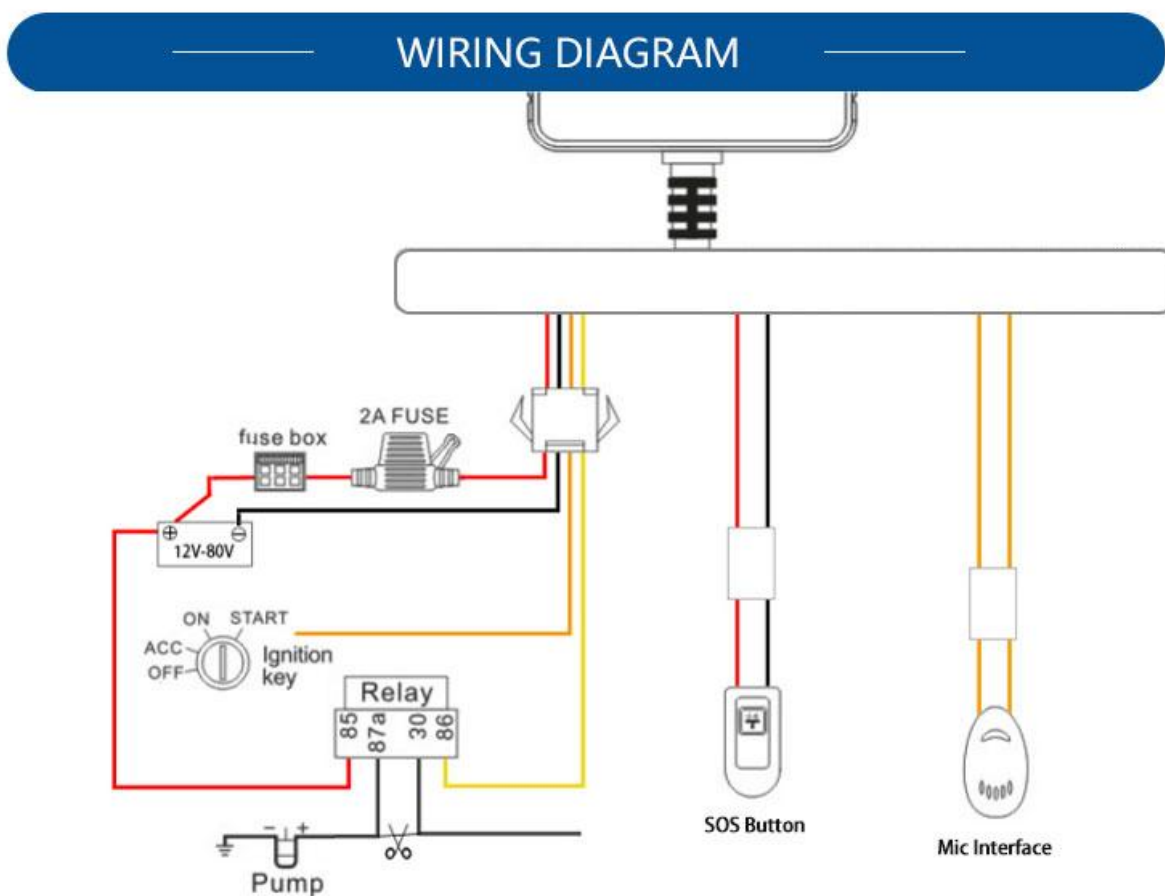 WIRING DIAGRAM
2A FUSE
fuse box
12V-80V
ON START
ACC
OFF
Ignition
key
Relay
85 87a 30 86
- +
Pump
SOS Button
Mic Interface